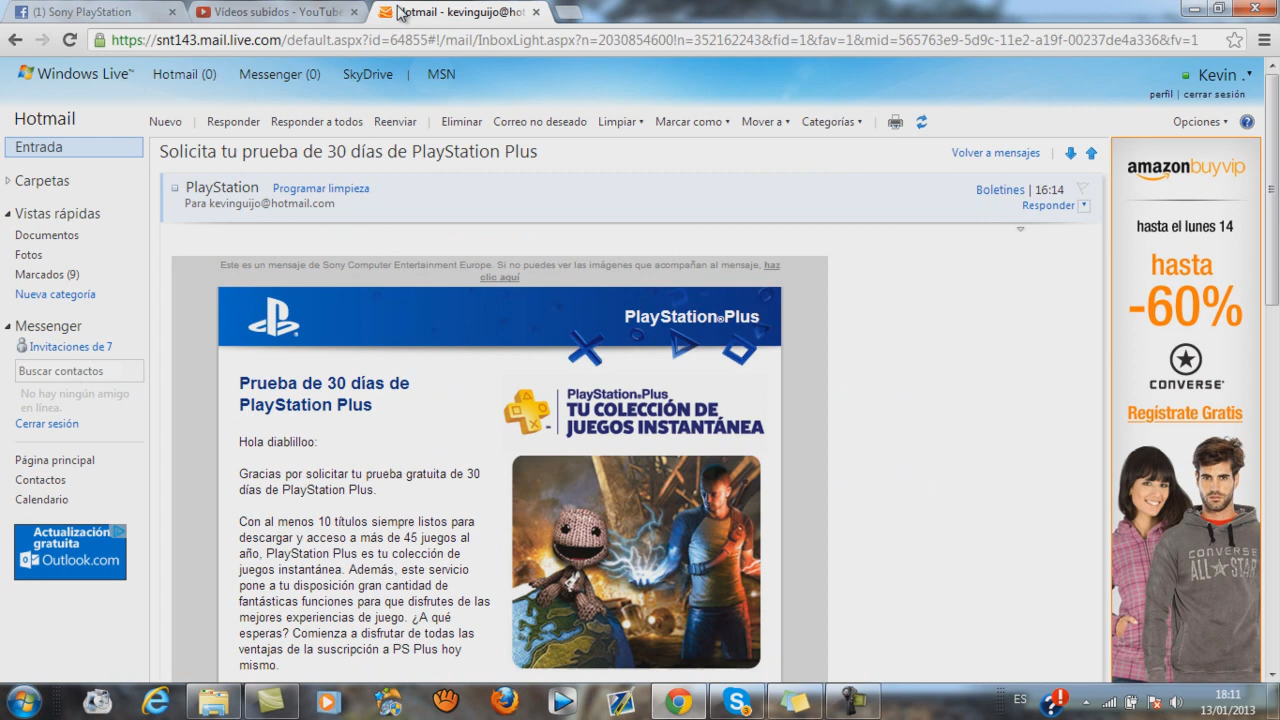 (1) Sony PlayStation
Vídeos subidos - YouTube
Hotmail - kevinguijo@hot
https://snt143.mail.live.com/default.aspx?id=64855#!/mail/InboxLight.aspx?n=2030854600!n=352162243&fid=1&fav=1&mid=565763e9-5d9c-11e2-a19f-00237de4a336&fv=1
Windows Live™ Hotmail (0) Messenger (0) SkyDrive | MSN
Kevin .
perfil | cerrar sesión
Hotmail
Nuevo | Responder Responder a todos Reenviar | Eliminar Correo no deseado Limpiar Marcar como Mover a Categorías
Opciones
Entrada
Carpetas
Vistas rápidas
Documentos
Fotos
Marcados (9)
Nueva categoría
Messenger
Invitaciones de 7
Buscar contactos
No hay ningún amigo
en línea.
Cerrar sesión
Página principal
Contactos
Calendario
Actualización
gratuita
Outlook.com
Solicita tu prueba de 30 días de PlayStation Plus
Volver a mensajes
PlayStation Programar limpieza
Para kevinguijo@hotmail.com
Boletines | 16:14
Responder
Este es un mensaje de Sony Computer Entertainment Europe. Si no puedes ver las imágenes que acompañan al mensaje, haz
clic aquí
PlayStation®Plus
Prueba de 30 días de
PlayStation Plus
Hola diablilloo:
Gracias por solicitar tu prueba gratuita de 30
días de PlayStation Plus.
Con al menos 10 títulos siempre listos para
descargar y acceso a más de 45 juegos al
año, PlayStation Plus es tu colección de
juegos instantánea. Además, este servicio
pone a tu disposición gran cantidad de
fantásticas funciones para que disfrutes de las
mejores experiencias de juego. ¿A qué
esperas? Comienza a disfrutar de todas las
ventajas de la suscripción a PS Plus hoy
mismo.
PlayStation®Plus
TU COLECCIÓN DE
JUEGOS INSTANTÁNEA
amazonbuyvip
hasta el lunes 14
hasta
-60%
CONVERSE
Regístrate Gratis
CONVERSE
ALL★STAR
ES
18:11
13/01/2013